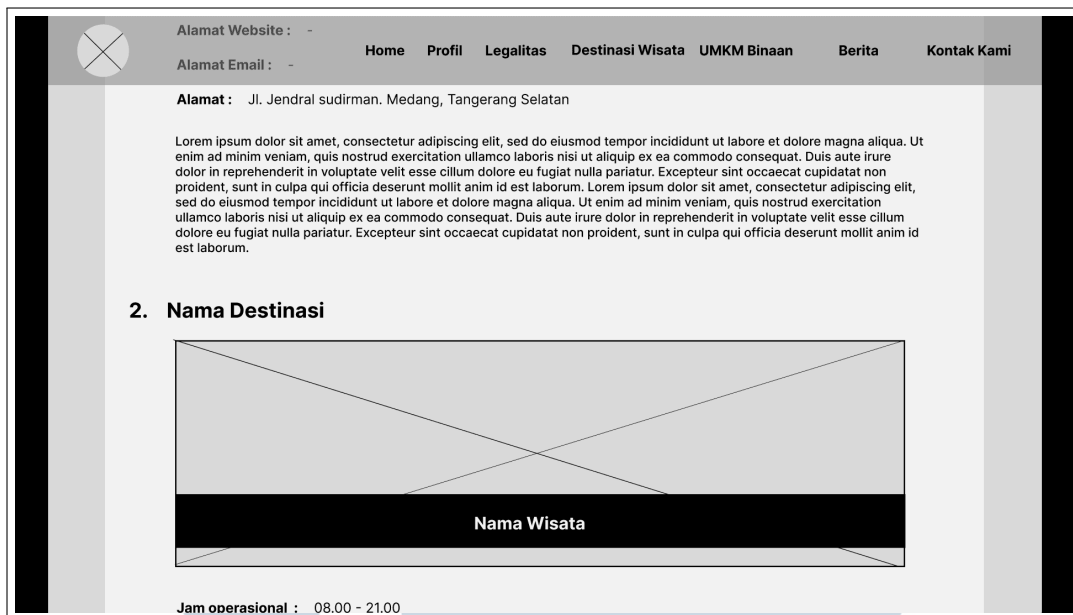 Alamat Website : -
Home Profil Legalitas Destinasi Wisata UMKM Binaan Berita Kontak Kami
Alamat Email : -
Alamat : Jl. Jendral sudirman. Medang, Tangerang Selatan
Lorem ipsum dolor sit amet, consectetur adipiscing elit, sed do eiusmod tempor incididunt ut labore et dolore magna aliqua. Ut
enim ad minim veniam, quis nostrud exercitation ullamco laboris nisi ut aliquip ex ea commodo consequat. Duis aute irure
dolor in reprehenderit in voluptate velit esse cillum dolore eu fugiat nulla pariatur. Excepteur sint occaecat cupidatat non
proident, sunt in culpa qui officia deserunt mollit anim id est laborum. Lorem ipsum dolor sit amet, consectetur adipiscing elit,
sed do eiusmod tempor incididunt ut labore et dolore magna aliqua. Ut enim ad minim veniam, quis nostrud exercitation
ullamco laboris nisi ut aliquip ex ea commodo consequat. Duis aute irure dolor in reprehenderit in voluptate velit esse cillum
dolore eu fugiat nulla pariatur. Excepteur sint occaecat cupidatat non proident, sunt in culpa qui officia deserunt mollit anim id
est laborum.
2. Nama Destinasi
Nama Wisata
Jam operasional : 08.00 - 21.00